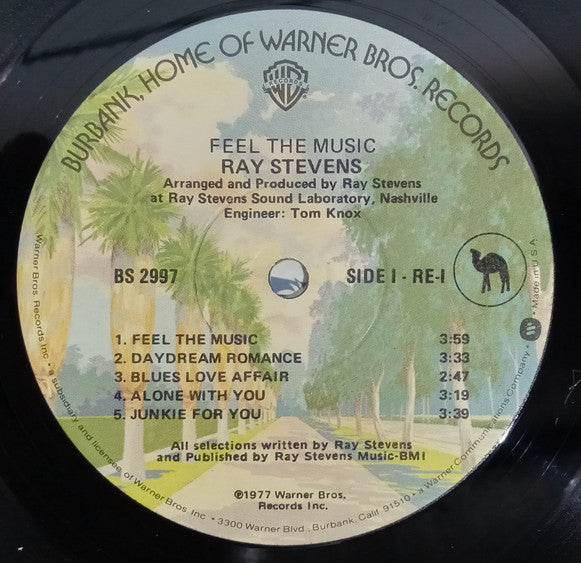 BURBANK, HOME OF WARNER BROS. RECORDS
WB
RECORDS
FEEL THE MUSIC
RAY STEVENS
Arranged and Produced by Ray Stevens
at Ray Stevens Sound Laboratory, Nashville
Engineer: Tom Knox
BS 2997
SIDE I - RE-I
1. FEEL THE MUSIC 3:59
2. DAYDREAM ROMANCE 3:33
3. BLUES LOVE AFFAIR 2:47
4. ALONE WITH YOU 3:19
5. JUNKIE FOR YOU 3:39
All selections written by Ray Stevens
and Published by Ray Stevens Music-BMI
℗1977 Warner Bros.
Records Inc.
Warner Bros. Records Inc. • a subsidiary and licensee of Warner Bros. Inc. • 3300 Warner Blvd., Burbank, Calif. 91510 • a Warner Communications Company. • Made in U S A